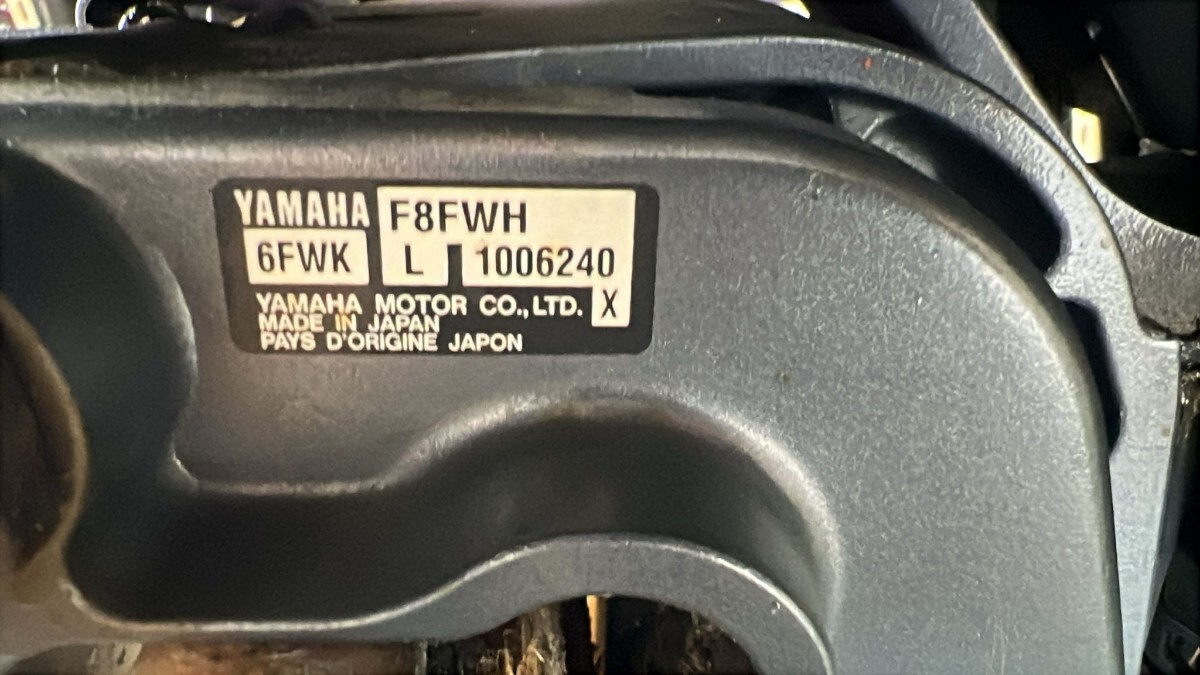 YAMAHA F8FWH
6FWK L 1006240
YAMAHA MOTOR CO.,LTD. X
MADE IN JAPAN
PAYS D'ORIGINE JAPON